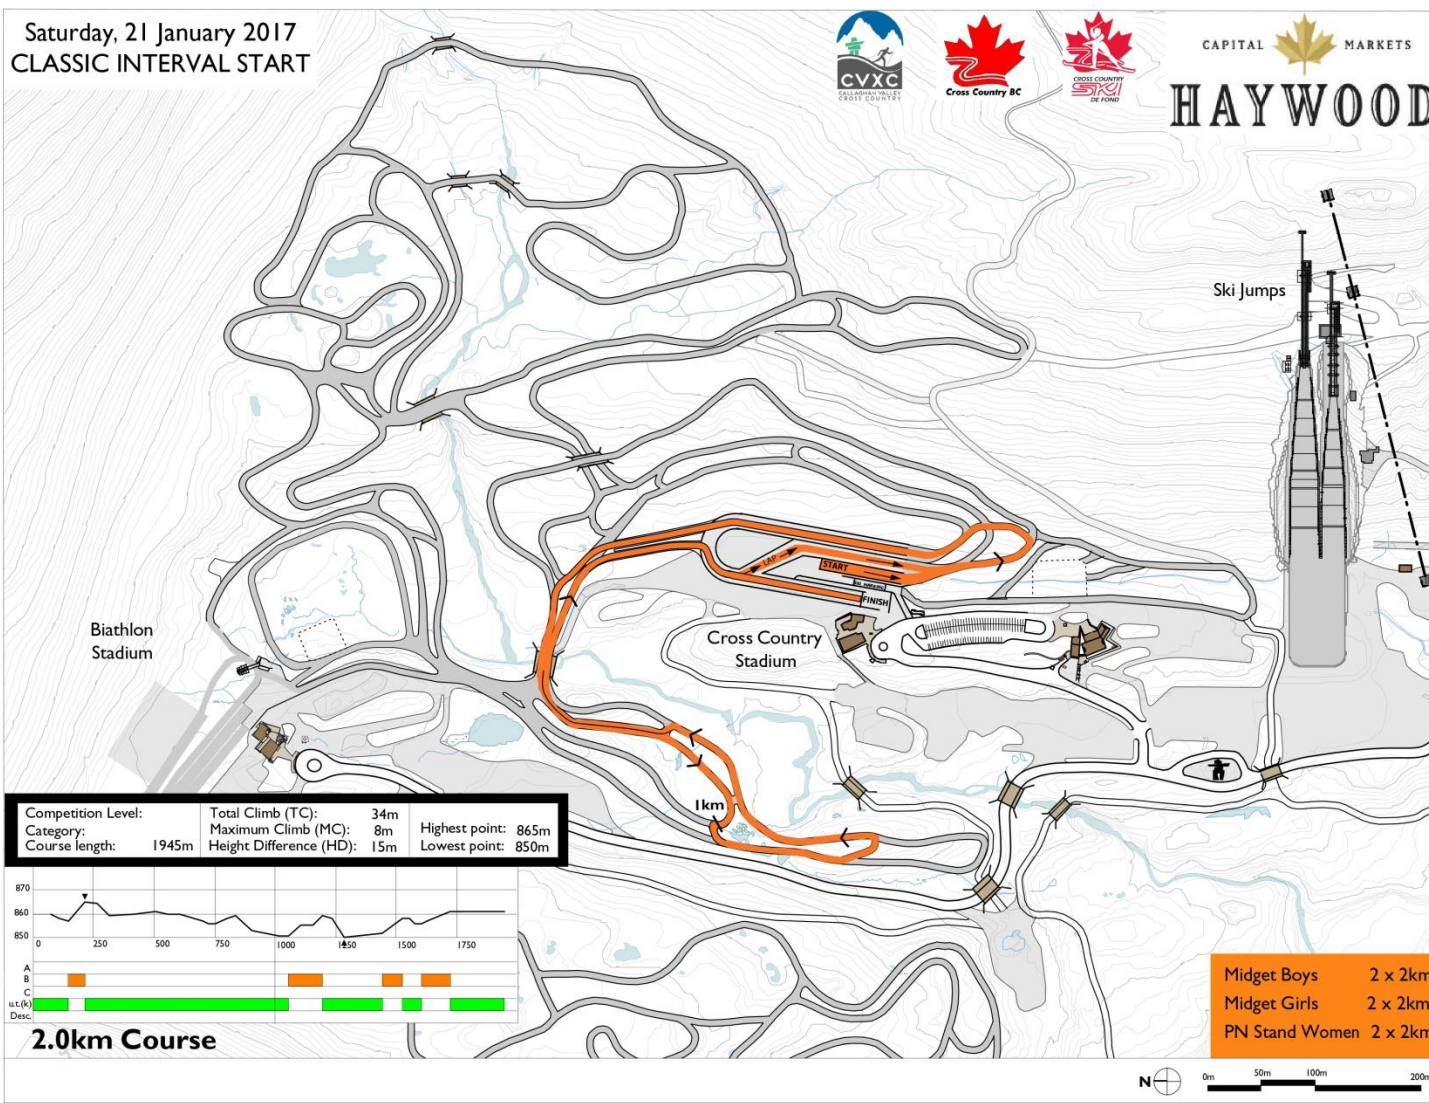 Saturday, 21 January 2017
CLASSIC INTERVAL START
CVXC
CALLAGHAN VALLEY
CROSS COUNTRY
Cross Country BC
CROSS COUNTRY
SKI
DE FOND
CAPITAL MARKETS
HAYWOOD
Ski Jumps
LAP
START
FINISH
Biathlon
Stadium
Cross Country
Stadium
1km
Competition Level:
Category:
Course length: 1945m
Total Climb (TC): 34m
Maximum Climb (MC): 8m
Height Difference (HD): 15m
Highest point: 865m
Lowest point: 850m
870
860
850
0 250 500 750 1000 1250 1500 1750
A
B
C
u.t.(k)
Desc.
2.0km Course
Midget Boys 2 x 2km
Midget Girls 2 x 2km
PN Stand Women 2 x 2km
N
0m 50m 100m 200m